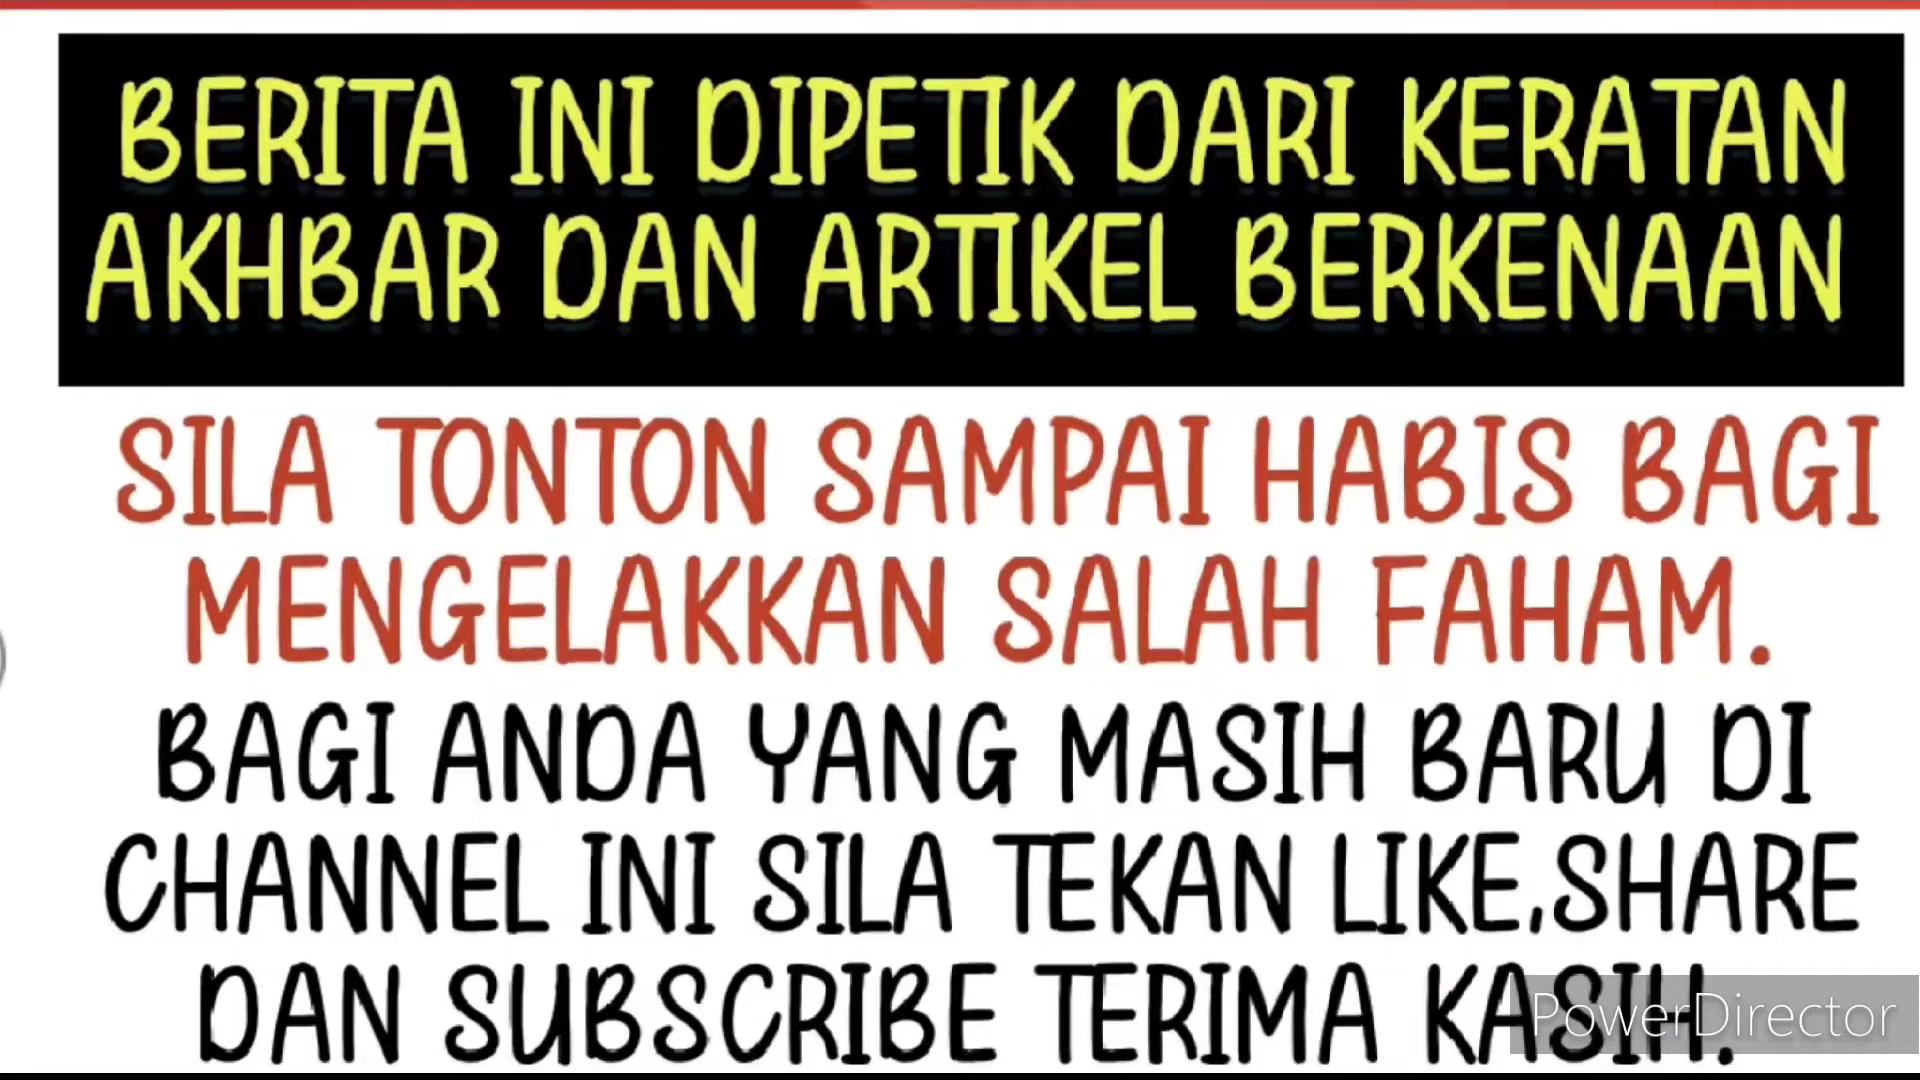 BERITA INI DIPETIK DARI KERATAN
AKHBAR DAN ARTIKEL BERKENAAN
SILA TONTON SAMPAI HABIS BAGI
MENGELAKKAN SALAH FAHAM.
BAGI ANDA YANG MASIH BARU DI
CHANNEL INI SILA TEKAN LIKE,SHARE
DAN SUBSCRIBE TERIMA KASIH.
PowerDirector